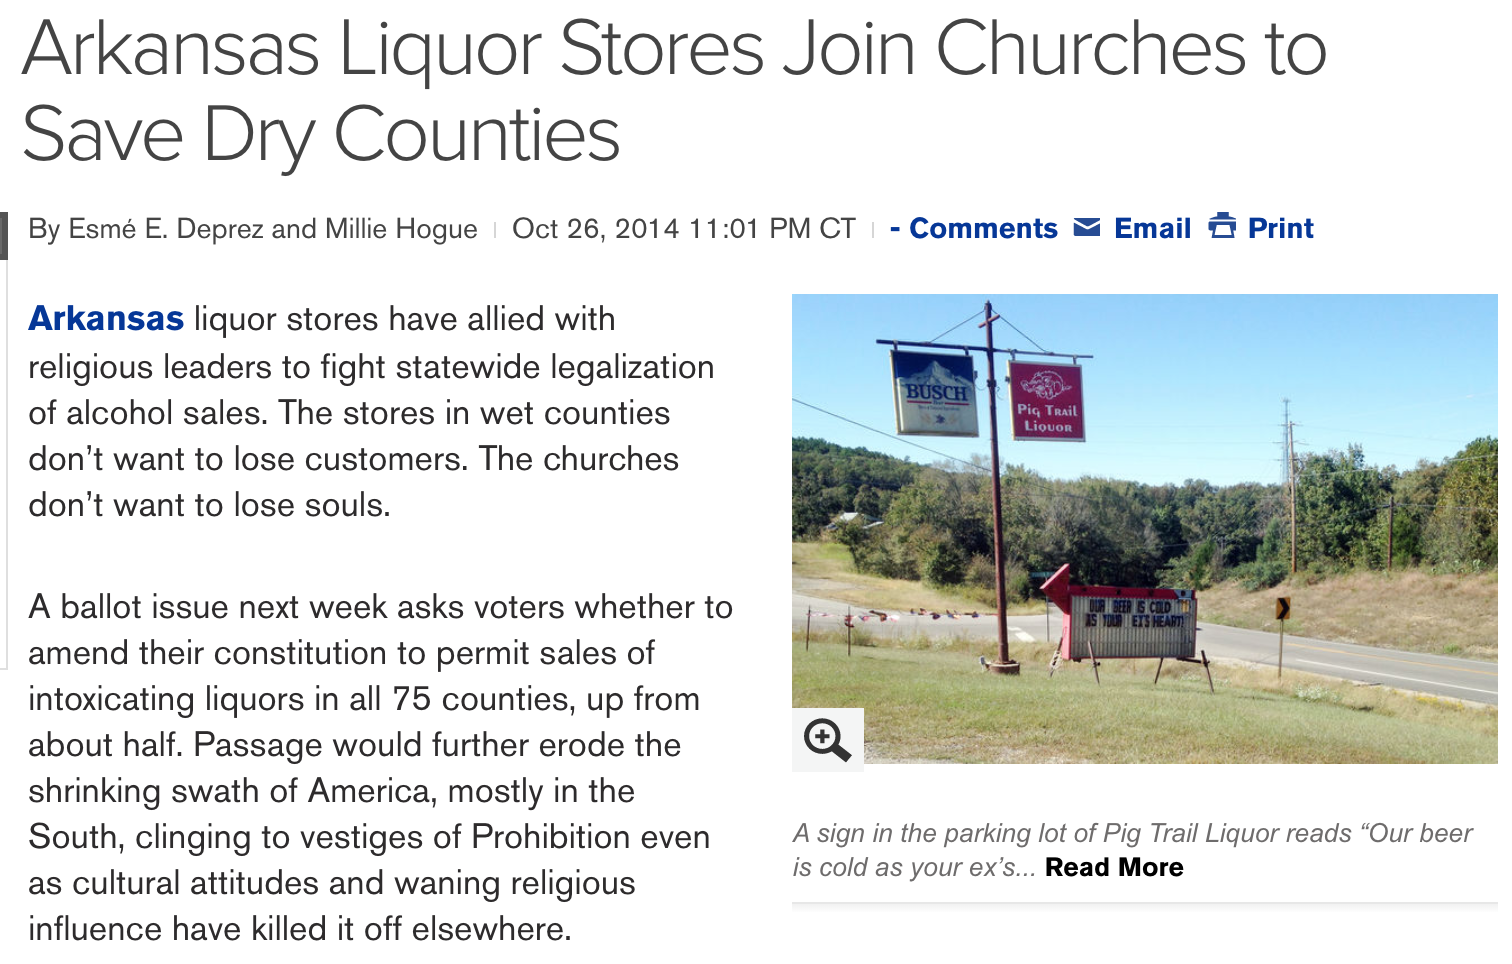 Arkansas Liquor Stores Join Churches to
Save Dry Counties
By Esmé E. Deprez and Millie Hogue | Oct 26, 2014 11:01 PM CT | - Comments Email Print
Arkansas liquor stores have allied with
religious leaders to fight statewide legalization
of alcohol sales. The stores in wet counties
don’t want to lose customers. The churches
don’t want to lose souls.
A ballot issue next week asks voters whether to
amend their constitution to permit sales of
intoxicating liquors in all 75 counties, up from
about half. Passage would further erode the
shrinking swath of America, mostly in the
South, clinging to vestiges of Prohibition even
as cultural attitudes and waning religious
influence have killed it off elsewhere.
BUSCH
Pig Trail
Liquor
OUR BEER IS COLD
AS YOUR EX'S HEART!
A sign in the parking lot of Pig Trail Liquor reads “Our beer
is cold as your ex’s... Read More